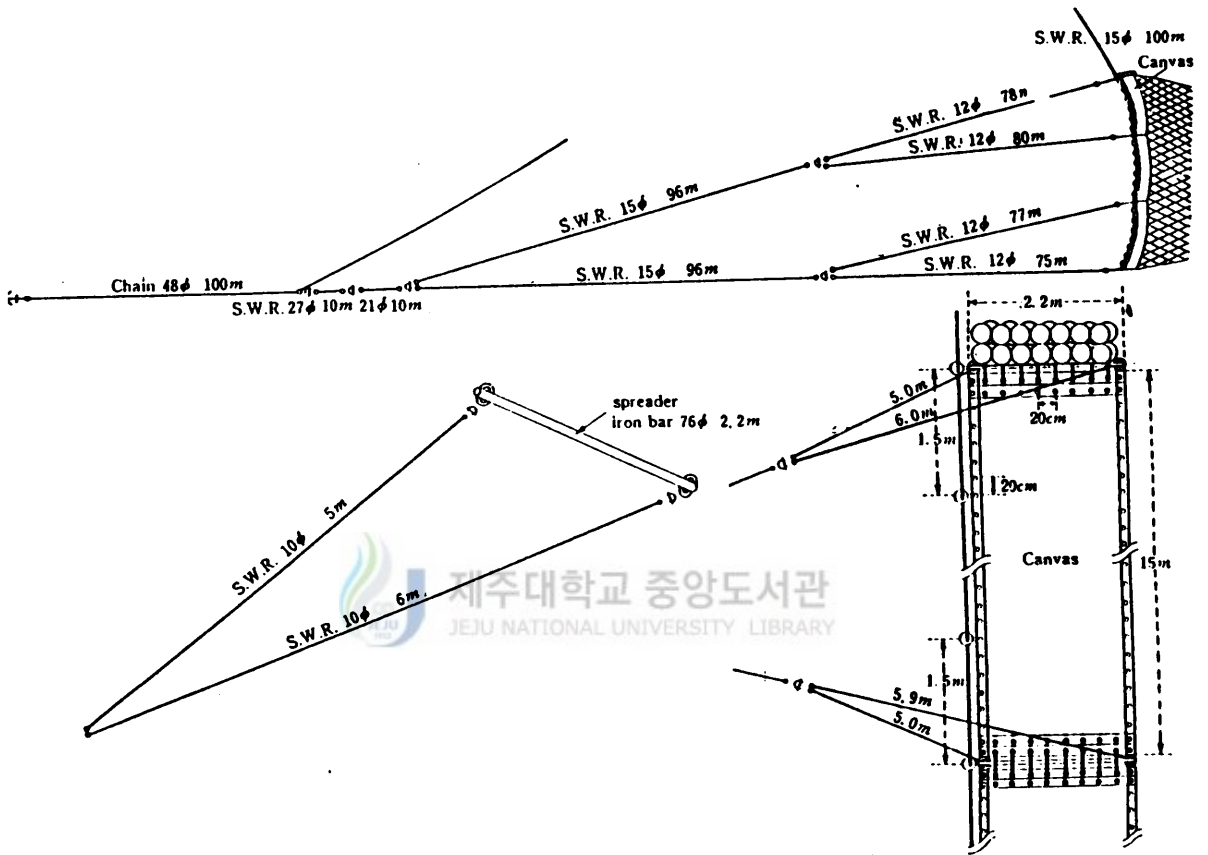 S.W.R. 15ϕ 100m
Canvas
S.W.R. 12ϕ 78m
S.W.R. 12ϕ 80m
S.W.R. 15ϕ 96m
S.W.R. 12ϕ 77m
S.W.R. 15ϕ 96m
S.W.R. 12ϕ 75m
Chain 48ϕ 100m
S.W.R. 27ϕ 10m 21ϕ 10m
2.2m
5.0m
6.0m
20cm
1.5m
20cm
spreader
iron bar 76ϕ 2.2m
S.W.R. 10ϕ 5m
S.W.R. 10ϕ 6m
Canvas
15m
제주대학교 중앙도서관
JEJU NATIONAL UNIVERSITY LIBRARY
1.5m
5.9m
5.0m